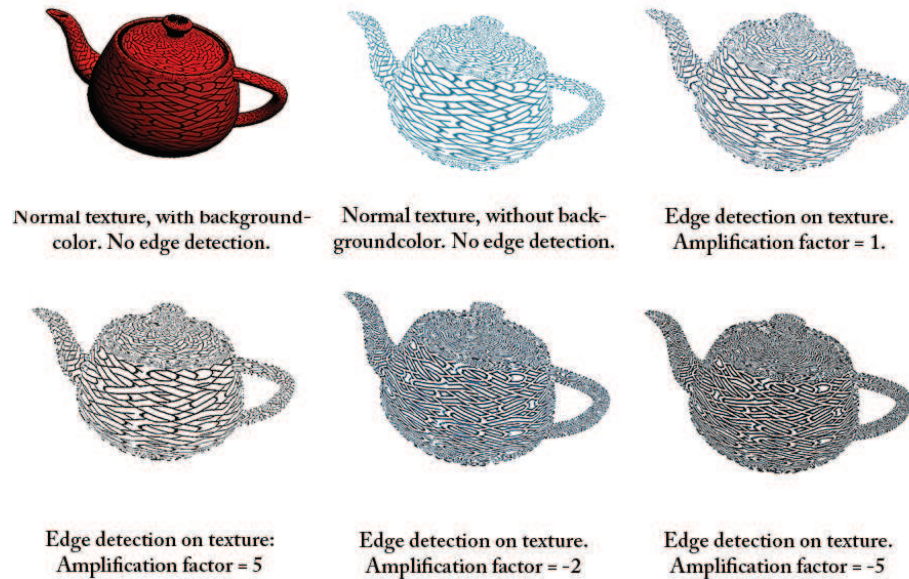 Normal texture, with background-
color. No edge detection.
Normal texture, without back-
groundcolor. No edge detection.
Edge detection on texture.
Amplification factor = 1.
Edge detection on texture:
Amplification factor = 5
Edge detection on texture.
Amplification factor = -2
Edge detection on texture.
Amplification factor = -5